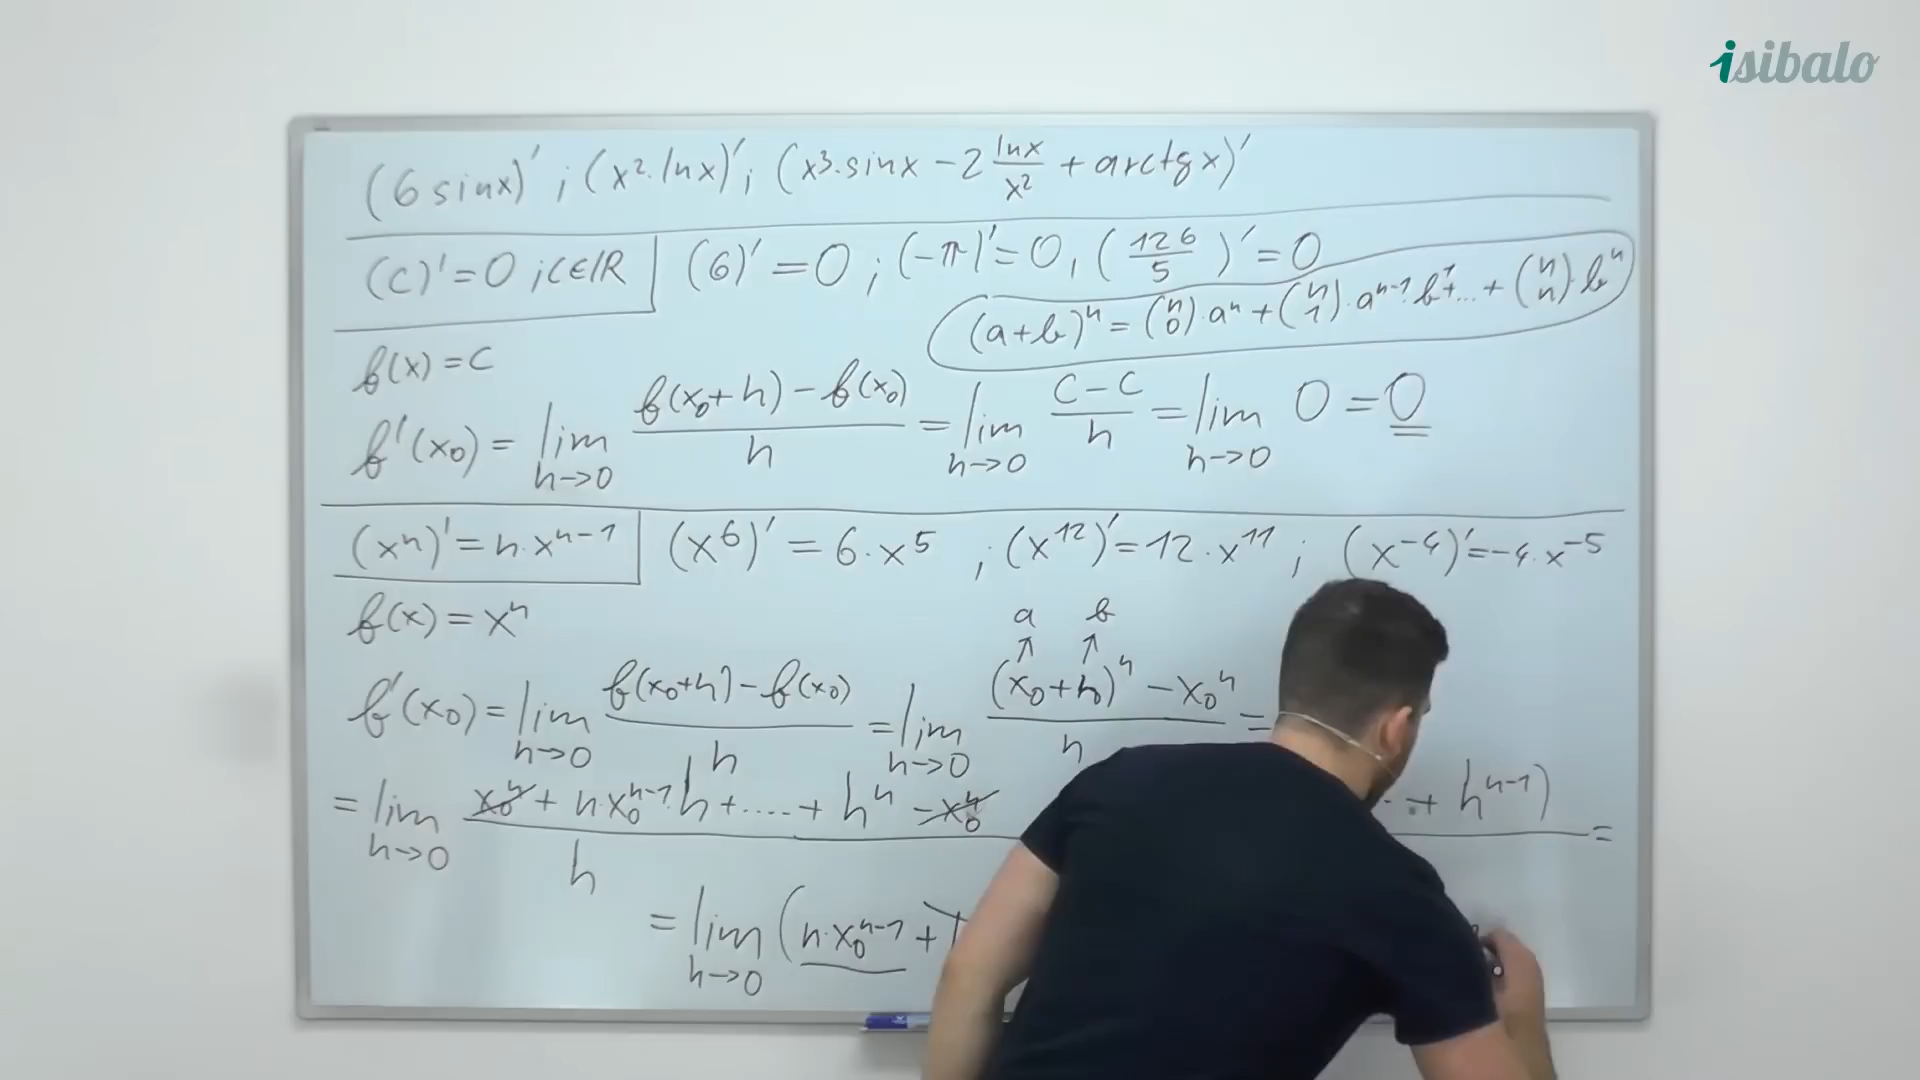 isibalo
(6 sinx)' ; (x²·lnx)' ; (x³·sinx − 2 lnx/x² + arctgx)'
(c)' = 0 ; c∈ℝ (6)' = 0 ; (−π)' = 0, (126/5)' = 0
(a+b)ⁿ = (n 0)·aⁿ + (n 1)·aⁿ⁻¹·b¹+...+ (n n)·bⁿ
f(x) = c
f'(x₀) = lim h→0 (f(x₀+h) − f(x₀))/h = lim h→0 (c−c)/h = lim h→0 0 = 0
(xⁿ)' = n·xⁿ⁻¹ (x⁶)' = 6·x⁵ ; (x¹²)' = 12·x¹¹ ; (x⁻⁴)' = −4·x⁻⁵
f(x) = xⁿ
a b
f'(x₀) = lim h→0 (f(x₀+h) − f(x₀))/h = lim h→0 ((x₀+h)ⁿ − x₀ⁿ)/h =
= lim h→0 (x₀ⁿ + n·x₀ⁿ⁻¹·h + .... + hⁿ − x₀ⁿ)/h + hⁿ⁻¹) =
= lim h→0 (n·x₀ⁿ⁻¹ +